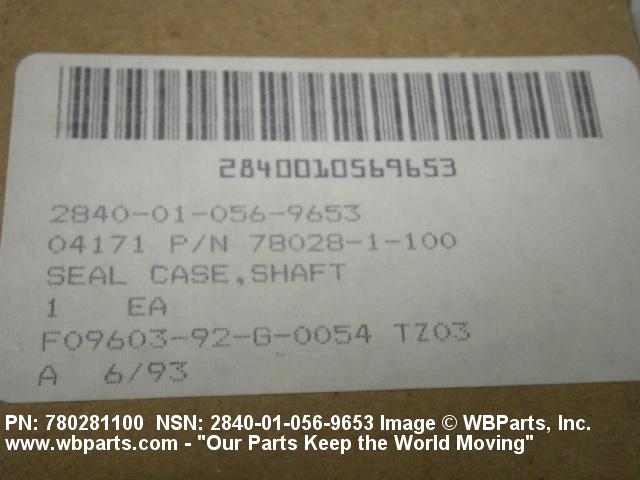 2840010569653
2840-01-056-9653
04171 P/N 78028-1-100
SEAL CASE,SHAFT
1 EA
F09603-92-G-0054 TZ03
A 6/93
PN: 780281100 NSN: 2840-01-056-9653 Image © WBParts, Inc.
www.wbparts.com - "Our Parts Keep the World Moving"